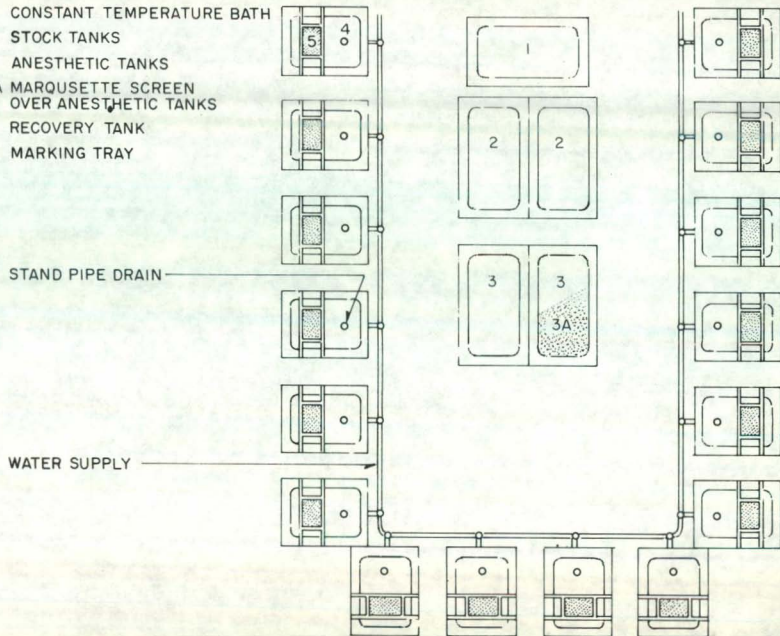 CONSTANT TEMPERATURE BATH
STOCK TANKS
ANESTHETIC TANKS
A MARQUSETTE SCREEN
OVER ANESTHETIC TANKS
RECOVERY TANK
MARKING TRAY
5 4
1
2 2
3 3
3A
STAND PIPE DRAIN
WATER SUPPLY